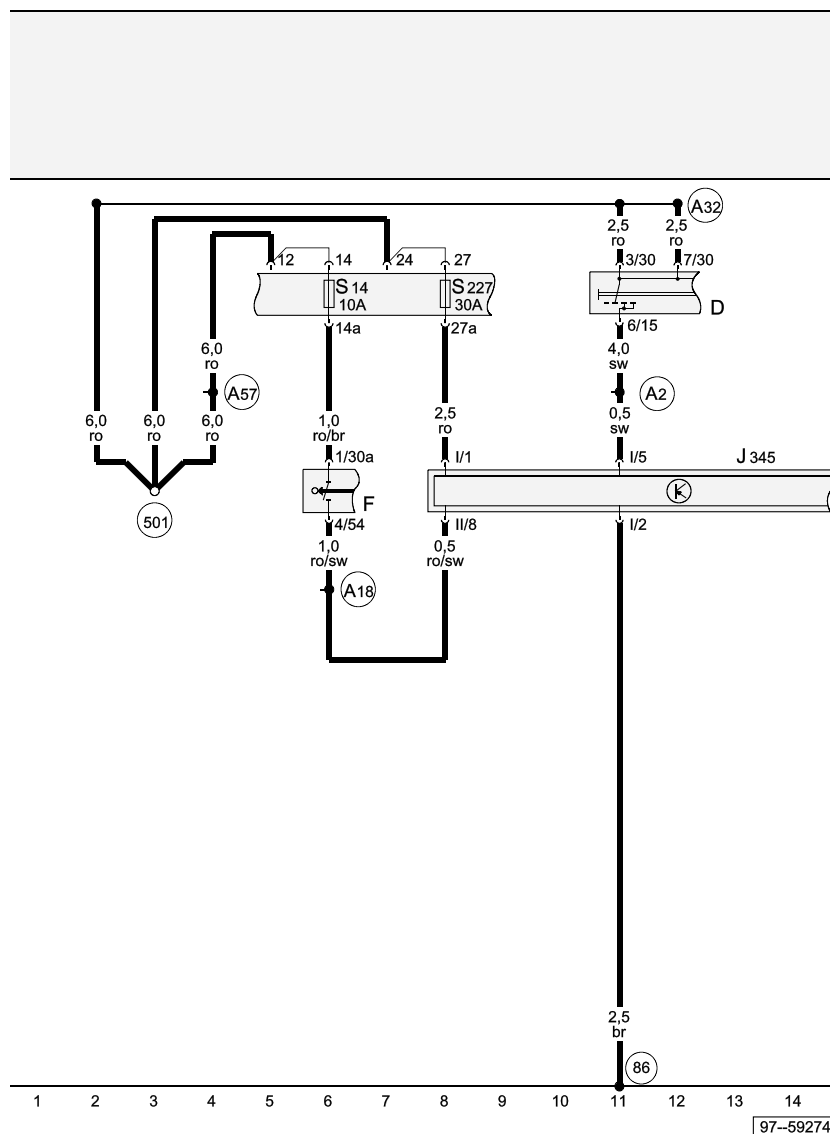 A32
2,5 2,5
ro ro
12 14 24 27 3/30 7/30
S 14 S 227
10A 30A
D
14a 27a 6/15
6,0 4,0
ro sw
A57 A2
6,0 6,0 6,0 1,0 2,5 0,5
ro ro ro ro/br ro sw
1/30a I/1 I/5 J 345
501 F
4/54 II/8 I/2
1,0 0,5
ro/sw ro/sw
A18
2,5
br
86
1 2 3 4 5 6 7 8 9 10 11 12 13 14
97--59274